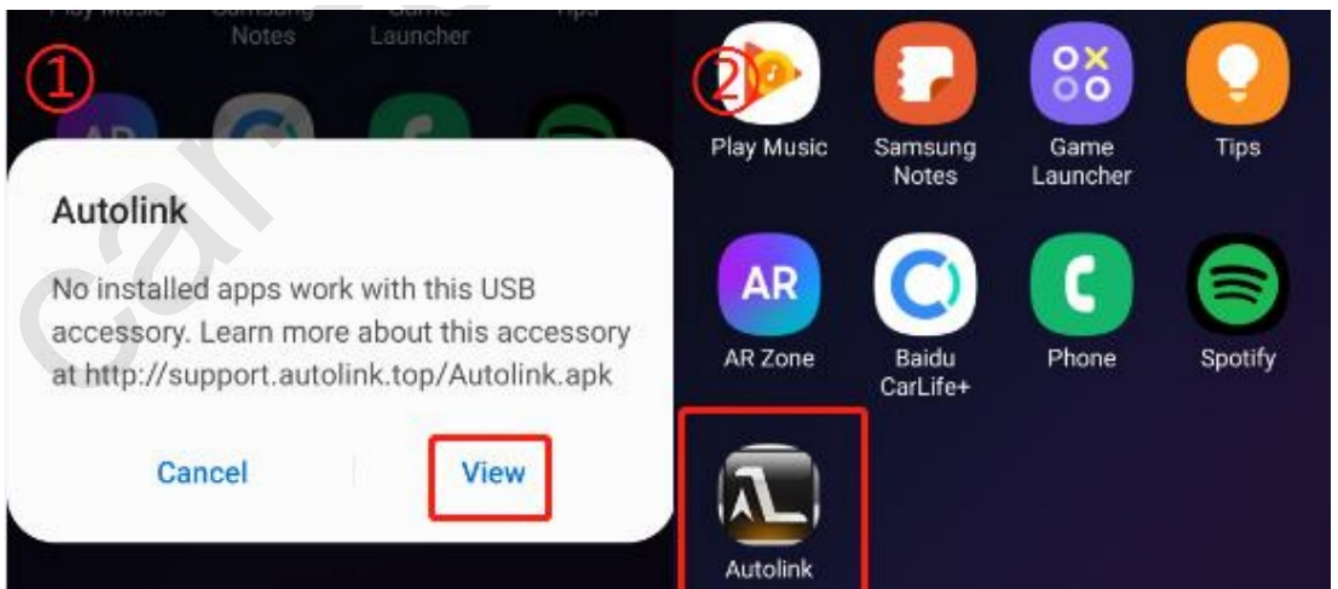 Play Music Samsung Game Tips
Notes Launcher
①
AR
Autolink
No installed apps work with this USB
accessory. Learn more about this accessory
at http://support.autolink.top/Autolink.apk
Cancel
View
②
Play Music
Samsung
Notes
Game
Launcher
Tips
AR
AR Zone
Baidu
CarLife+
Phone
Spotify
Autolink